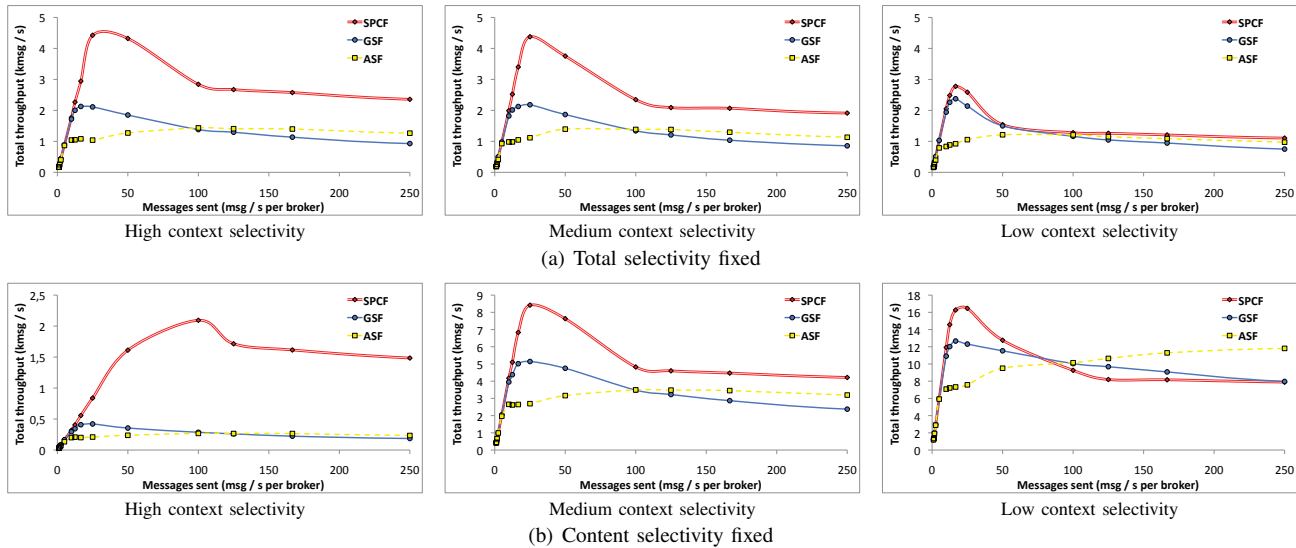 Total throughput (kmsg / s)
5
4
3
2
1
0
0
50
100
150
200
250
Messages sent (msg / s per broker)
SPCF
GSF
ASF
High context selectivity
Total throughput (kmsg / s)
5
4
3
2
1
0
0
50
100
150
200
250
Messages sent (msg / s per broker)
SPCF
GSF
ASF
Medium context selectivity
Total throughput (kmsg / s)
5
4
3
2
1
0
0
50
100
150
200
250
Messages sent (msg / s per broker)
SPCF
GSF
ASF
Low context selectivity
(a) Total selectivity fixed
Total throughput (kmsg / s)
2,5
2
1,5
1
0,5
0
0
50
100
150
200
250
Messages sent (msg / s per broker)
SPCF
GSF
ASF
High context selectivity
Total throughput (kmsg / s)
9
8
7
6
5
4
3
2
1
0
0
50
100
150
200
250
Messages sent (msg / s per broker)
SPCF
GSF
ASF
Medium context selectivity
Total throughput (kmsg / s)
18
16
14
12
10
8
6
4
2
0
0
50
100
150
200
250
Messages sent (msg / s per broker)
SPCF
GSF
ASF
Low context selectivity
(b) Content selectivity fixed